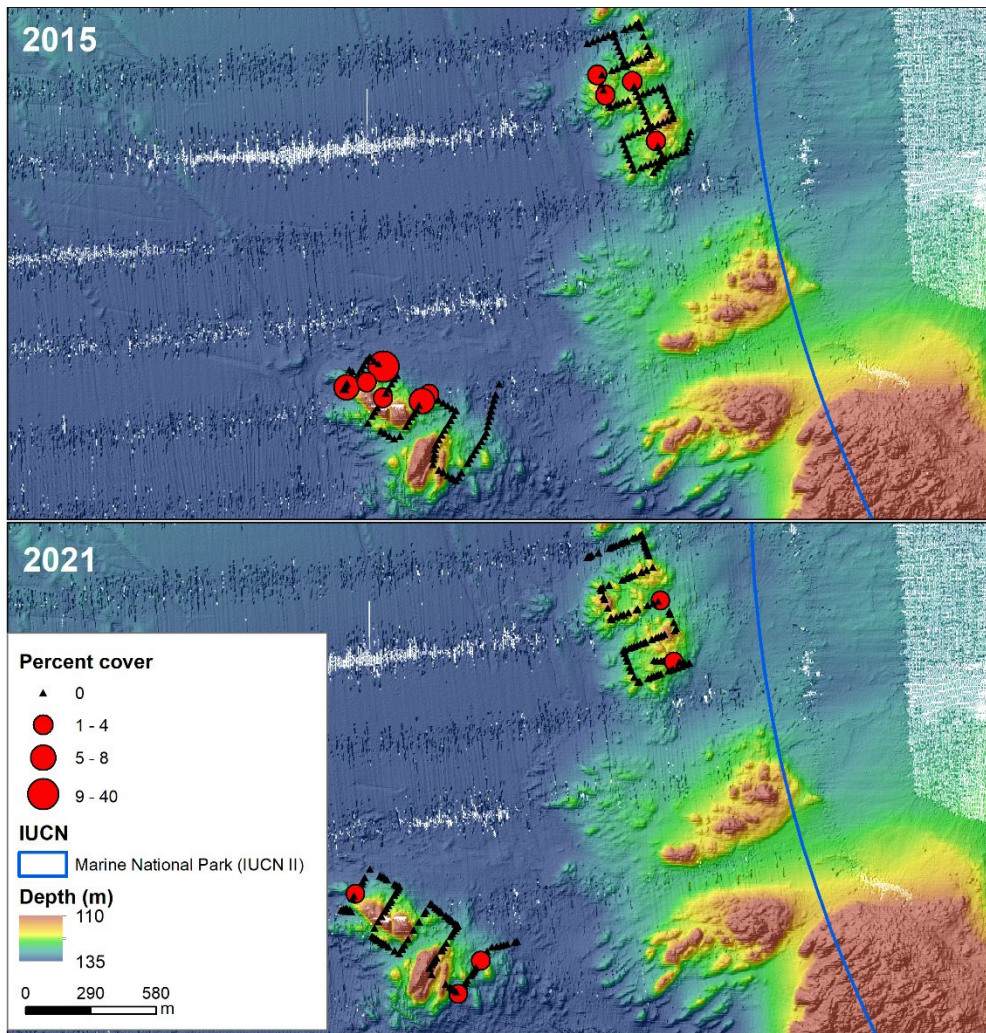 2015
2021
Percent cover
0
1 - 4
5 - 8
9 - 40
IUCN
Marine National Park (IUCN II)
Depth (m)
110
135
0 290 580
m